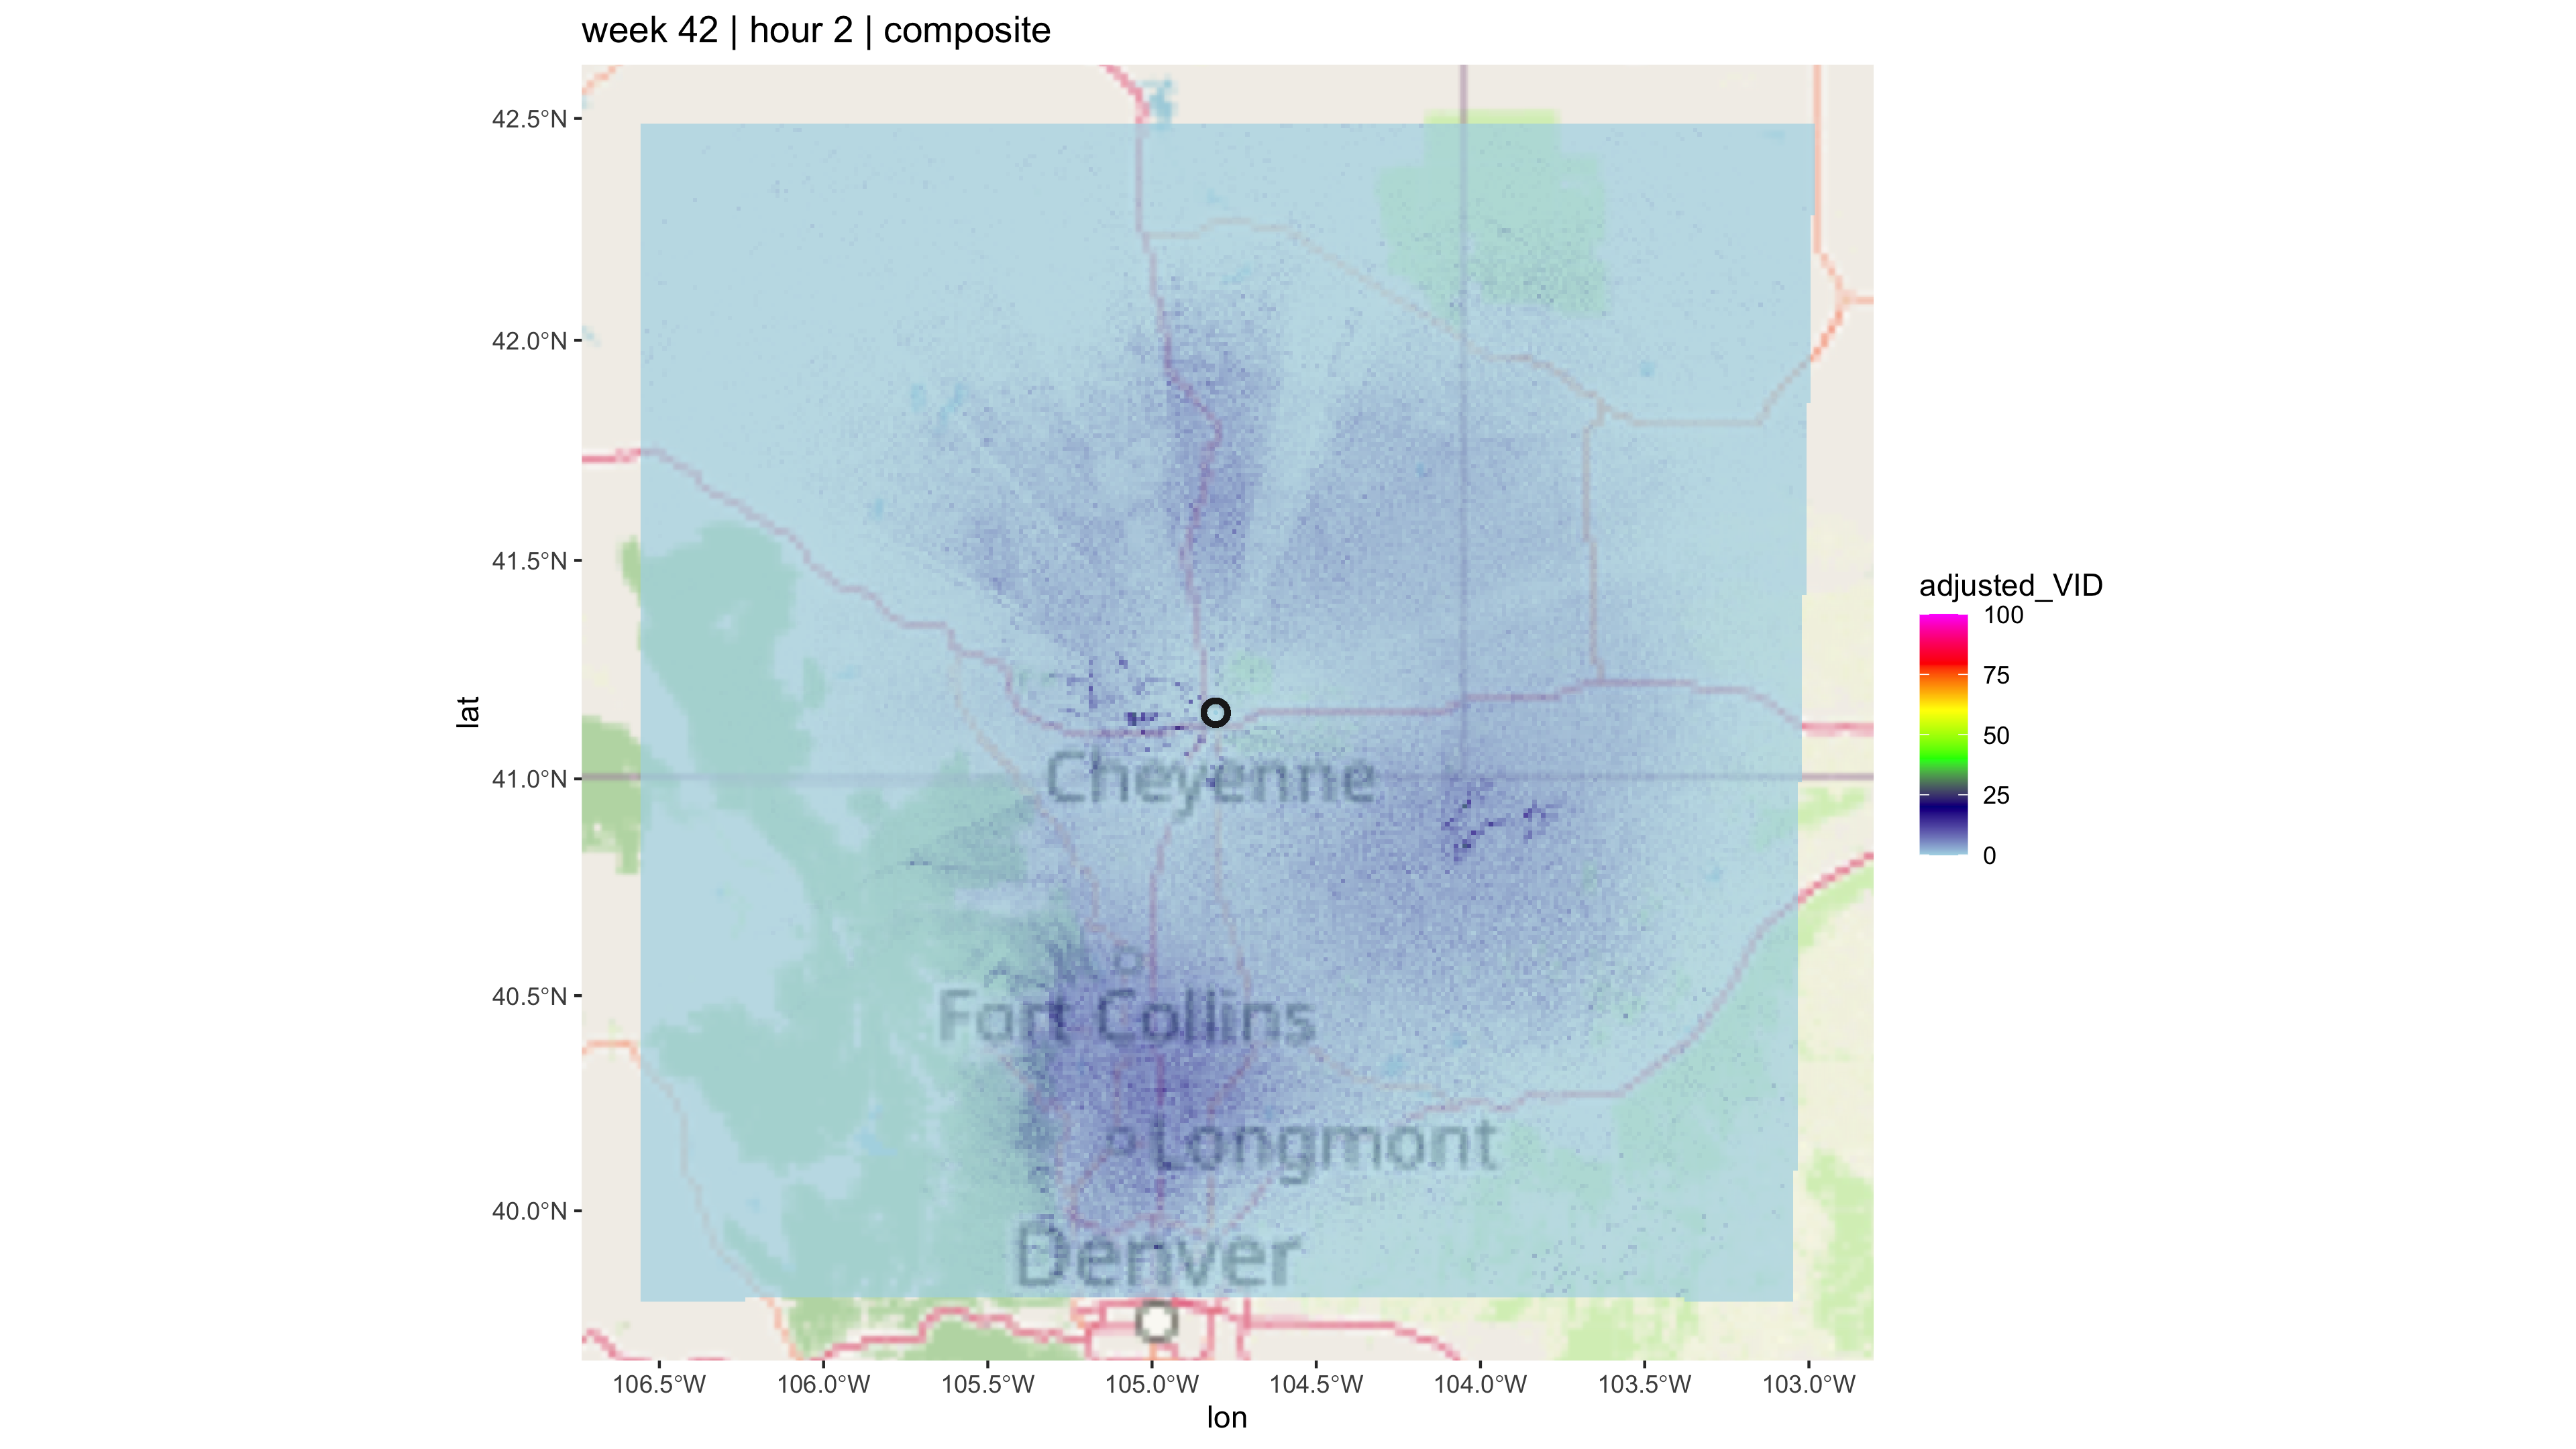 week 42 | hour 2 | composite
42.5°N
42.0°N
41.5°N
41.0°N
40.5°N
40.0°N
lat
Cheyenne
Fort Collins
Longmont
Denver
106.5°W 106.0°W 105.5°W 105.0°W 104.5°W 104.0°W 103.5°W 103.0°W
lon
adjusted_VID
100
75
50
25
0